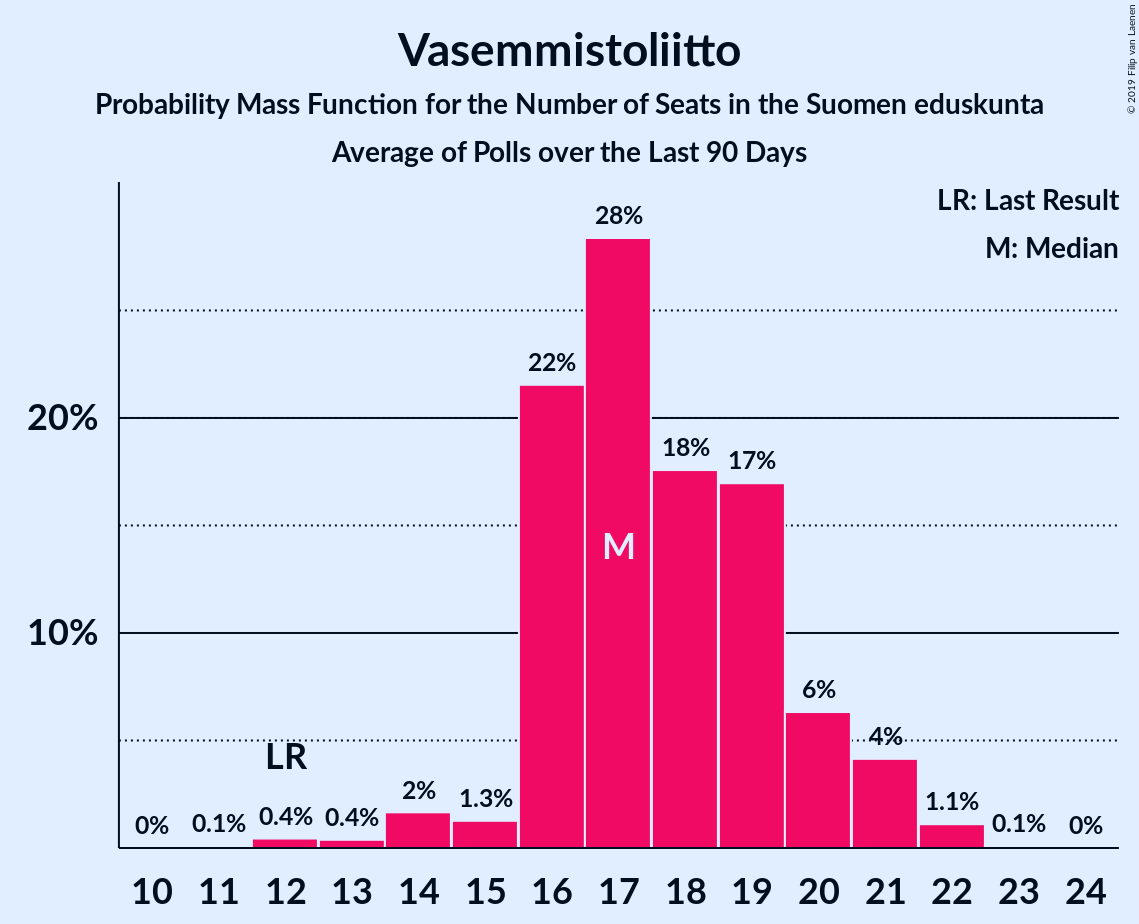 Vasemmistoliitto
Probability Mass Function for the Number of Seats in the Suomen eduskunta
Average of Polls over the Last 90 Days
© 2019 Filip van Laenen
LR: Last Result
M: Median
28%
22%
20%
18%
17%
M
10%
6%
4%
LR
2%
1.3%
1.1%
0%
0.1%
0.4%
0.4%
0.1%
0%
10 11 12 13 14 15 16 17 18 19 20 21 22 23 24